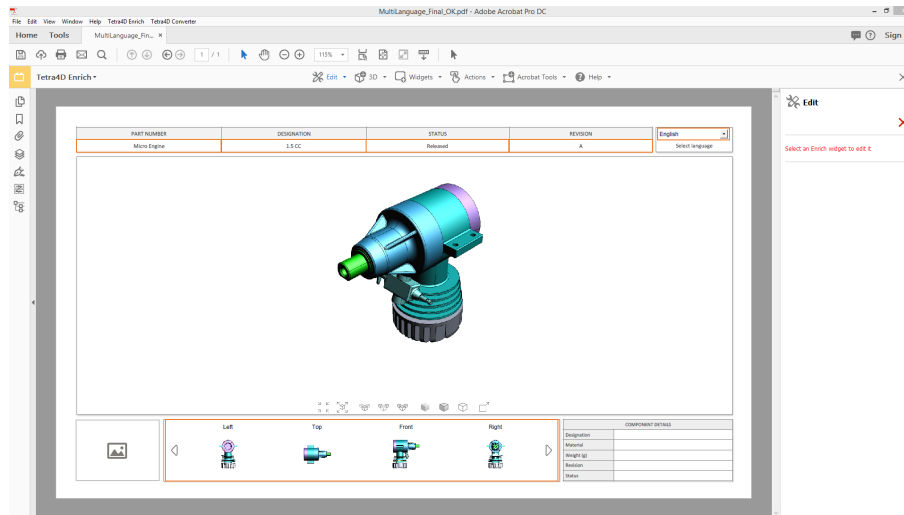 MultiLanguage_Final_OK.pdf - Adobe Acrobat Pro DC
File Edit View Window Help Tetra4D Enrich Tetra4D Converter
Home Tools MultiLanguage_Fin... × Sign
1 / 1 115%
Tetra4D Enrich Edit 3D Widgets Actions Acrobat Tools Help
Edit
Select an Enrich widget to edit it
PART NUMBER DESIGNATION STATUS REVISION English
Micro Engine 1.5 CC Released A Select language
Left Top Front Right
COMPONENT DETAILS
Designation
Material
Weight (g)
Revision
Status